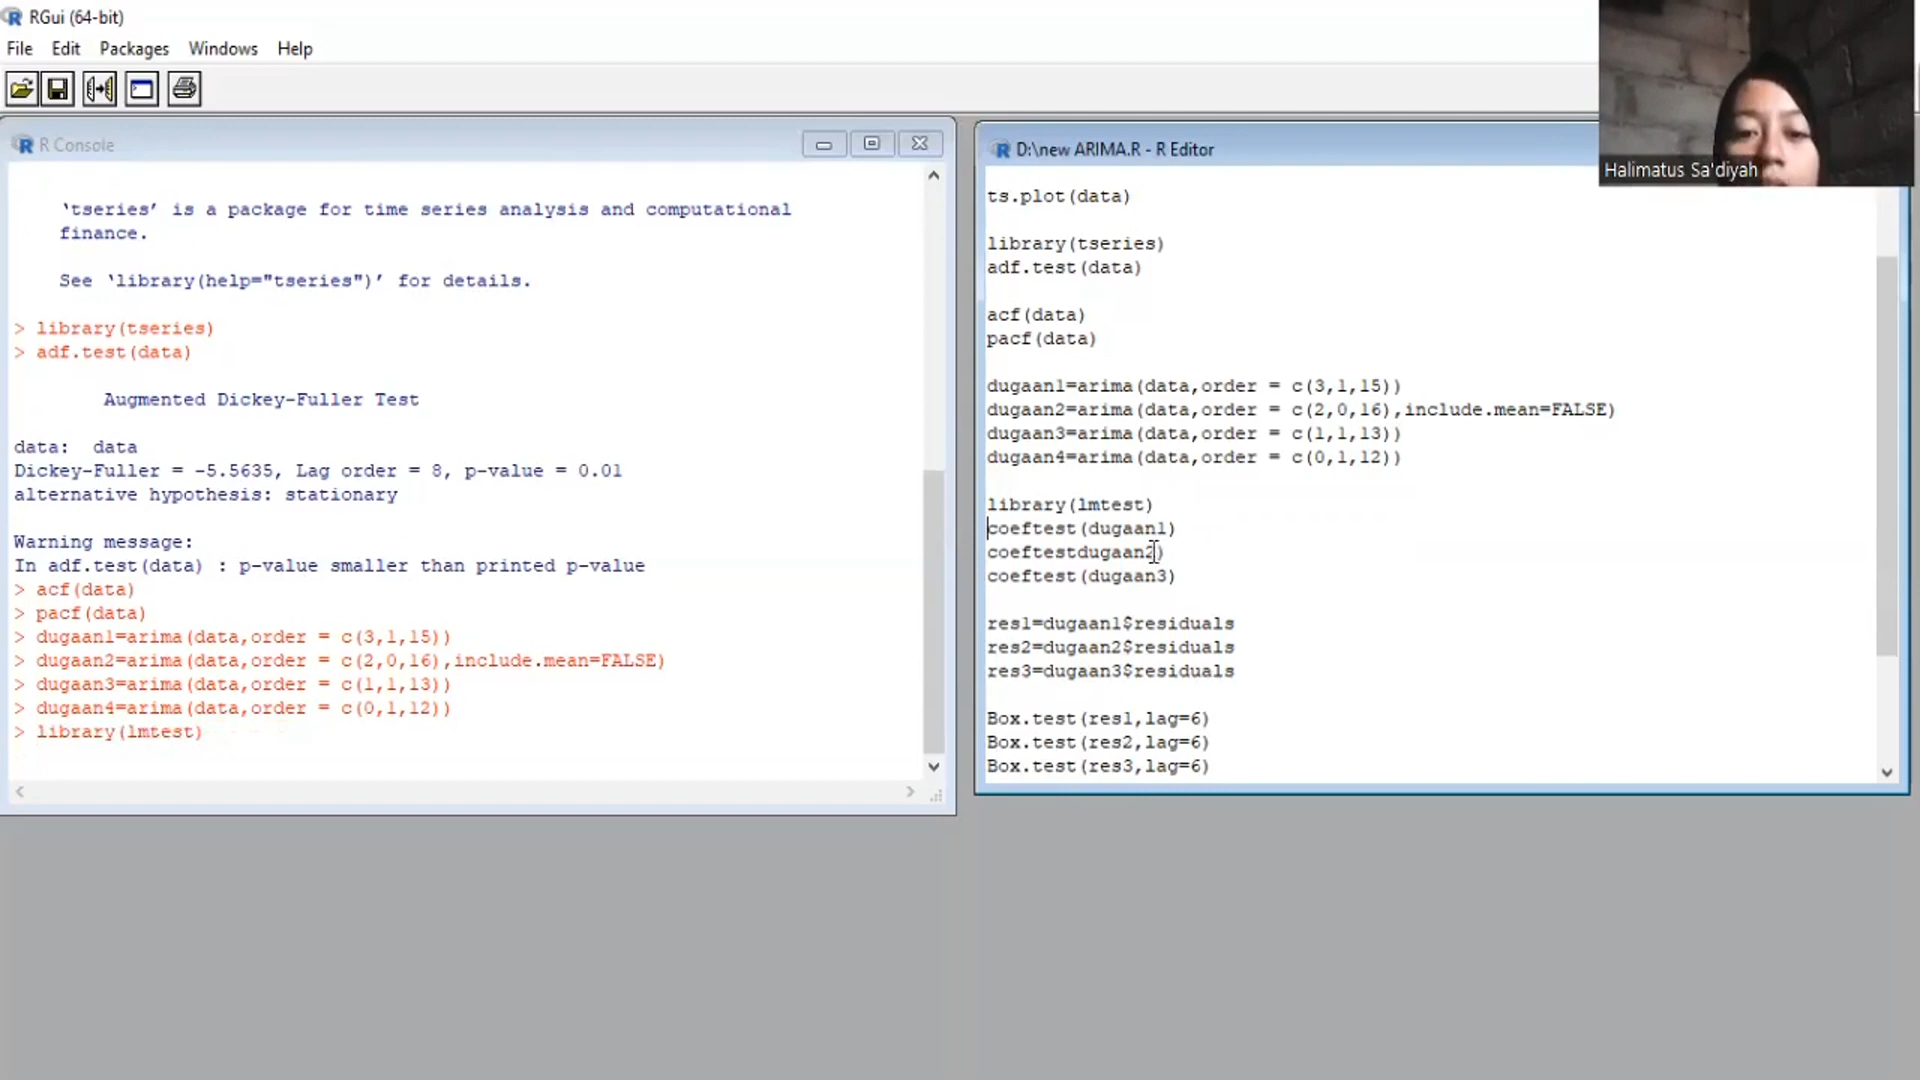 RGui (64-bit)
File Edit Packages Windows Help
R Console
‘tseries’ is a package for time series analysis and computational
finance.
See ‘library(help="tseries")’ for details.
> library(tseries)
> adf.test(data)
Augmented Dickey-Fuller Test
data:  data
Dickey-Fuller = -5.5635, Lag order = 8, p-value = 0.01
alternative hypothesis: stationary
Warning message:
In adf.test(data) : p-value smaller than printed p-value
> acf(data)
> pacf(data)
> dugaan1=arima(data,order = c(3,1,15))
> dugaan2=arima(data,order = c(2,0,16),include.mean=FALSE)
> dugaan3=arima(data,order = c(1,1,13))
> dugaan4=arima(data,order = c(0,1,12))
> library(lmtest)
D:\new ARIMA.R - R Editor
ts.plot(data)
library(tseries)
adf.test(data)
acf(data)
pacf(data)
dugaan1=arima(data,order = c(3,1,15))
dugaan2=arima(data,order = c(2,0,16),include.mean=FALSE)
dugaan3=arima(data,order = c(1,1,13))
dugaan4=arima(data,order = c(0,1,12))
library(lmtest)
coeftest(dugaan1)
coeftestdugaan2)
coeftest(dugaan3)
res1=dugaan1$residuals
res2=dugaan2$residuals
res3=dugaan3$residuals
Box.test(res1,lag=6)
Box.test(res2,lag=6)
Box.test(res3,lag=6)
Halimatus Sa'diyah